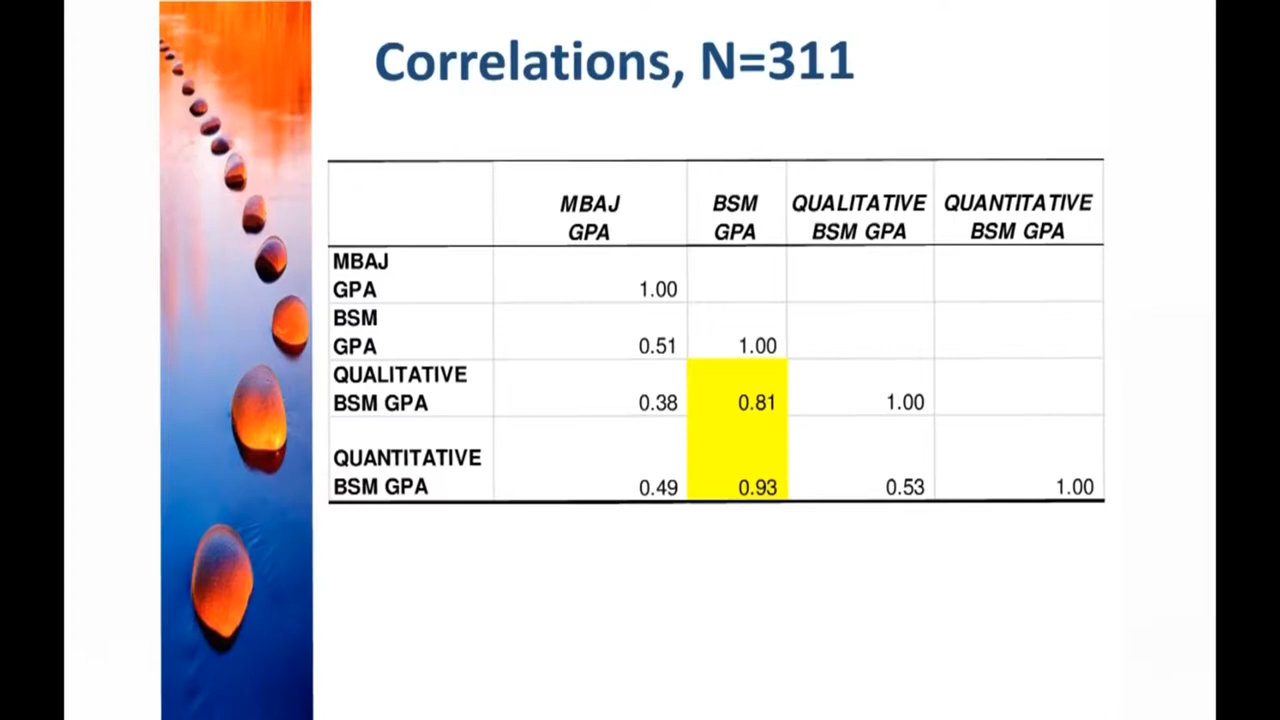 Correlations, N=311
MBAJ BSM QUALITATIVE QUANTITATIVE
GPA GPA BSM GPA BSM GPA
MBAJ
GPA 1.00
BSM
GPA 0.51 1.00
QUALITATIVE
BSM GPA 0.38 0.81 1.00
QUANTITATIVE
BSM GPA 0.49 0.93 0.53 1.00